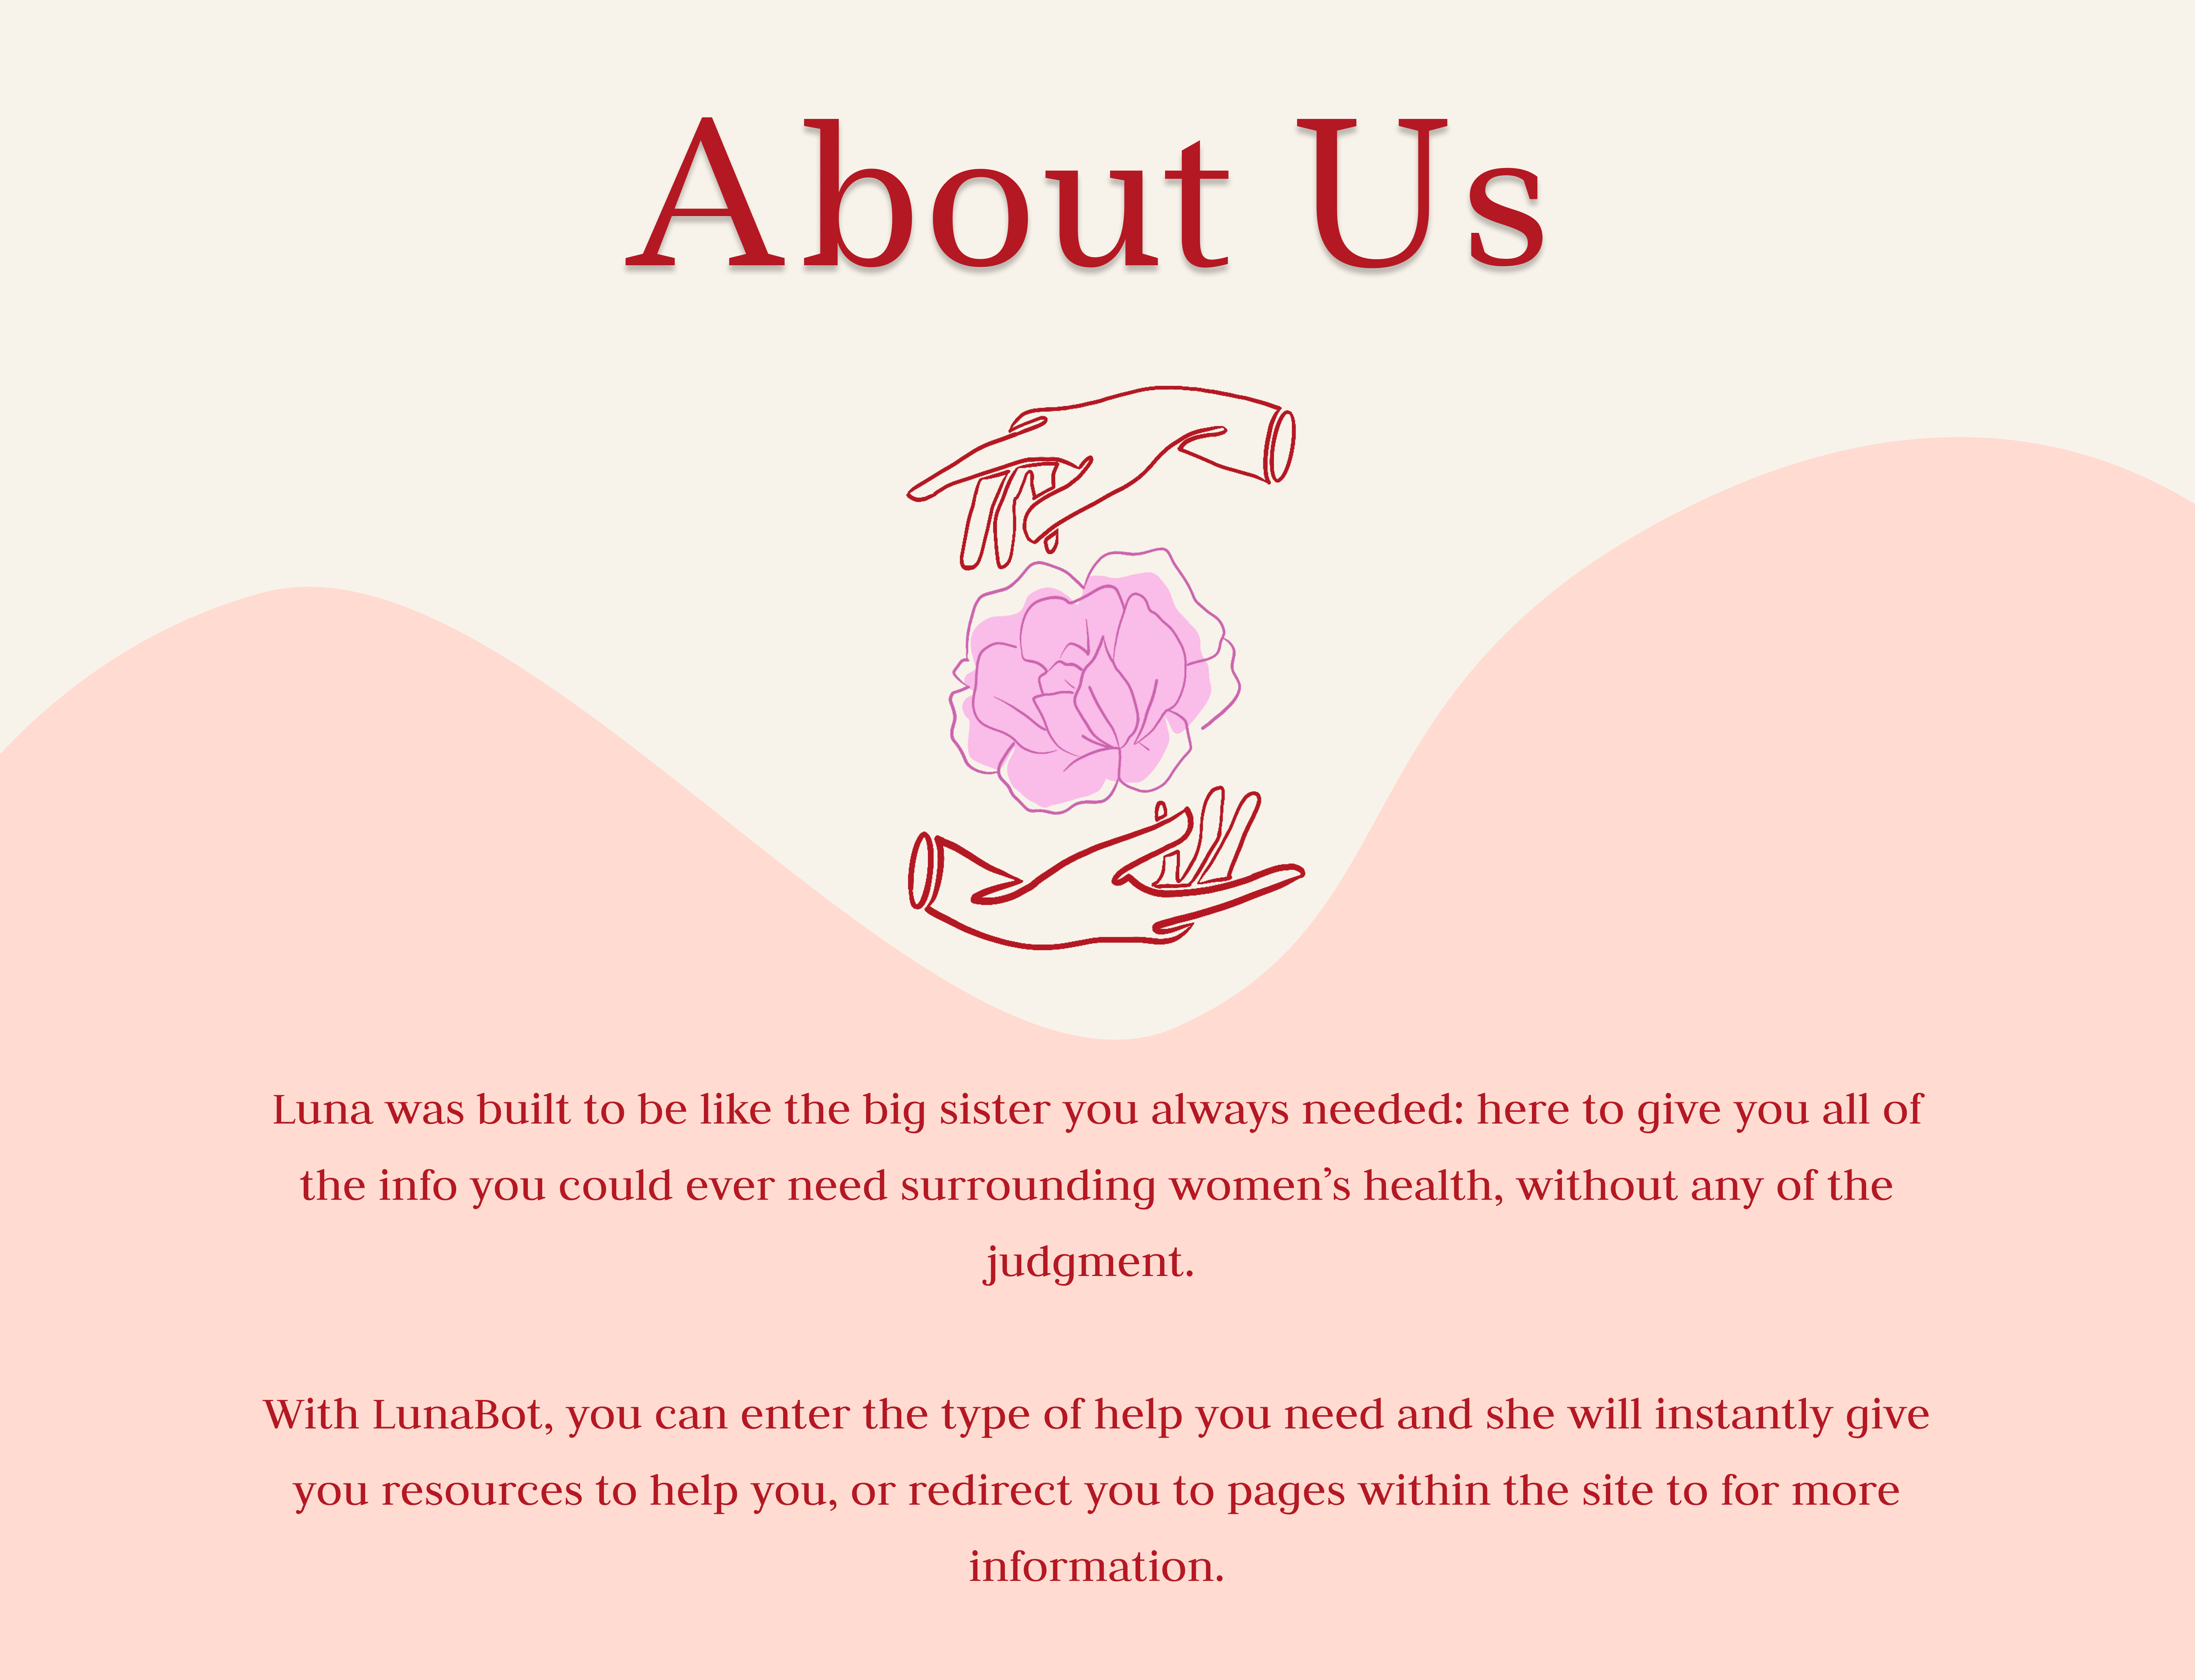 About Us
Luna was built to be like the big sister you always needed: here to give you all of
the info you could ever need surrounding women’s health, without any of the
judgment.
With LunaBot, you can enter the type of help you need and she will instantly give
you resources to help you, or redirect you to pages within the site to for more
information.